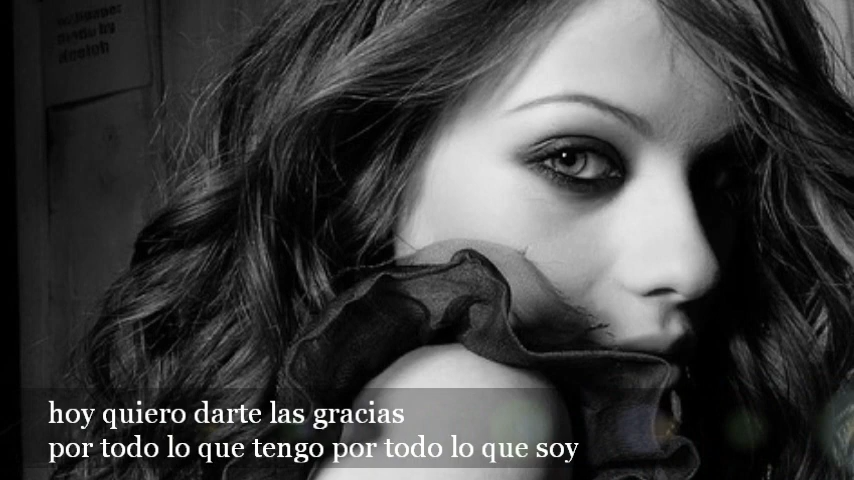 hoy quiero darte las gracias
por todo lo que tengo por todo lo que soy